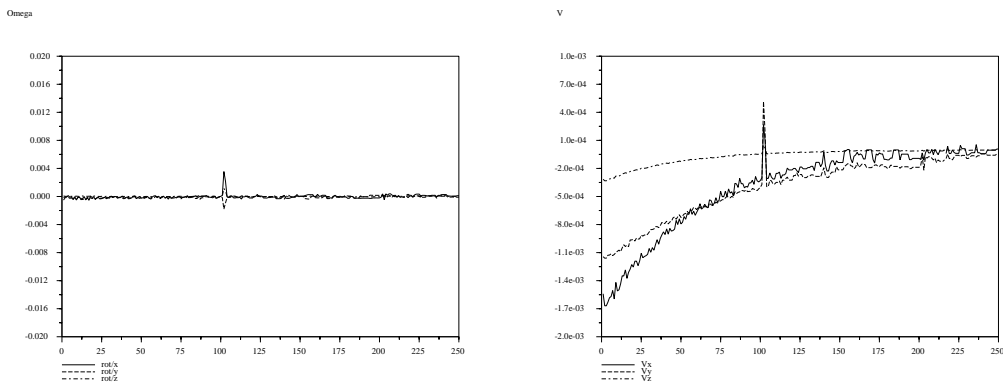 Omega
0.020
0.016
0.012
0.008
0.004
0.000
-0.004
-0.008
-0.012
-0.016
-0.020
0 25 50 75 100 125 150 175 200 225 250
rot/x
rot/y
rot/z
V
1.0e-03
7.0e-04
4.0e-04
1.0e-04
-2.0e-04
-5.0e-04
-8.0e-04
-1.1e-03
-1.4e-03
-1.7e-03
-2.0e-03
0 25 50 75 100 125 150 175 200 225 250
Vx
Vy
Vz